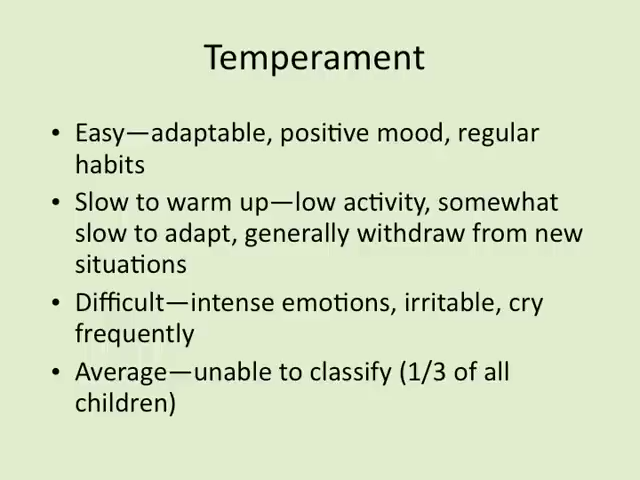 Temperament
• Easy—adaptable, positive mood, regular
habits
• Slow to warm up—low activity, somewhat
slow to adapt, generally withdraw from new
situations
• Difficult—intense emotions, irritable, cry
frequently
• Average—unable to classify (1/3 of all
children)